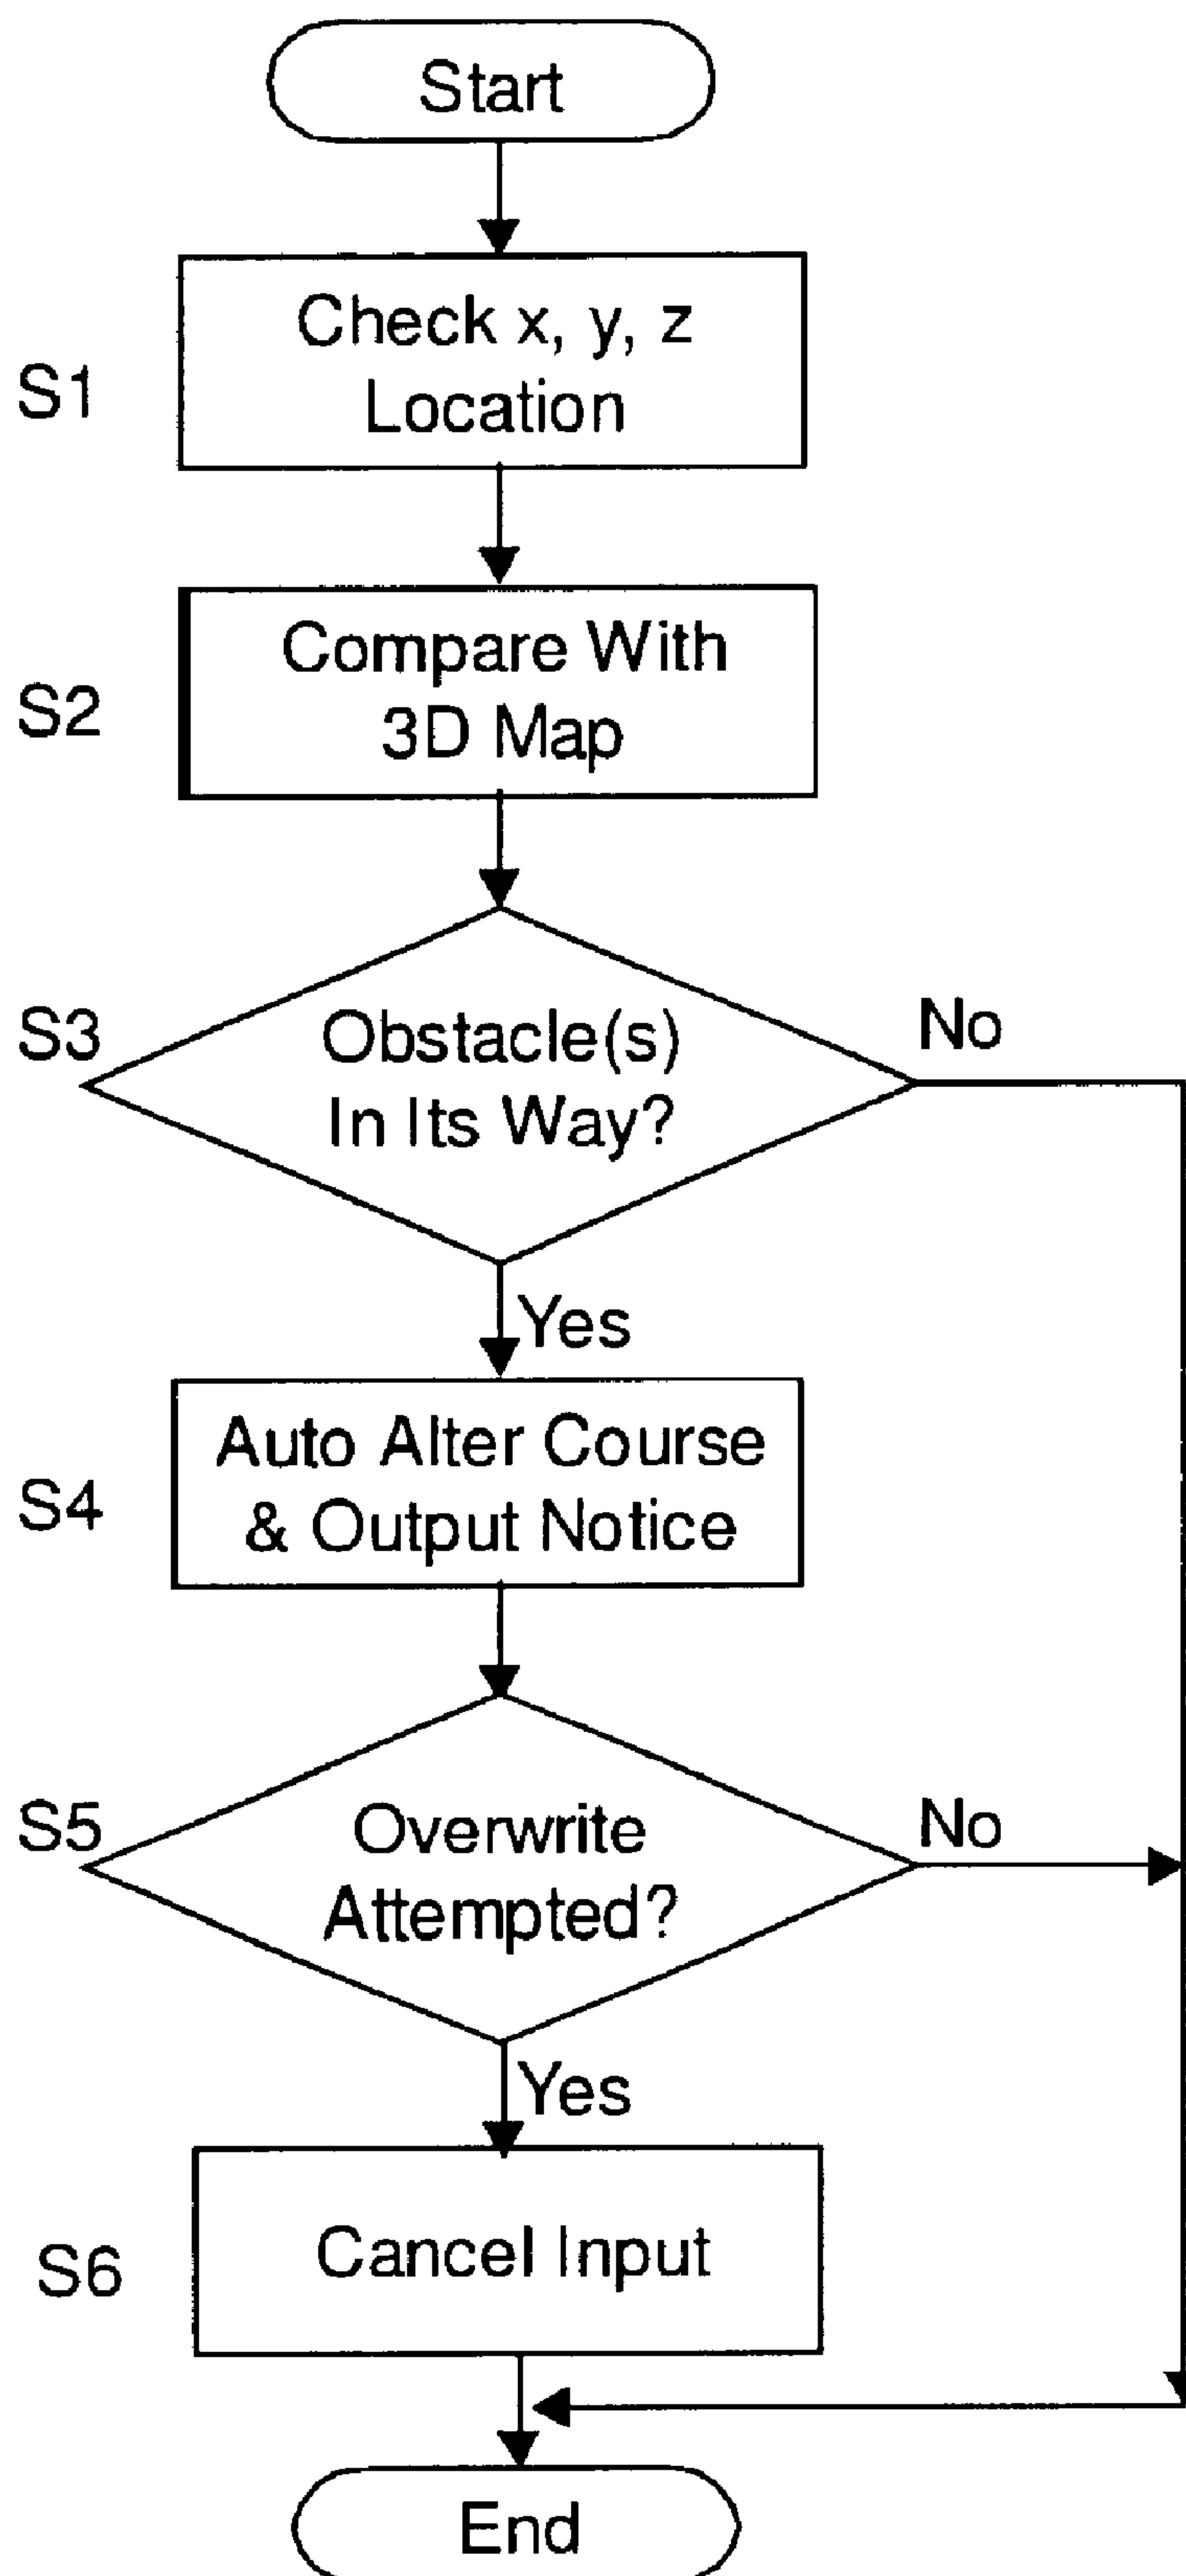 Start
S1
Check x, y, z
Location
S2
Compare With
3D Map
S3
Obstacle(s)
In Its Way?
No
Yes
S4
Auto Alter Course
& Output Notice
S5
Overwrite
Attempted?
No
Yes
S6
Cancel Input
End